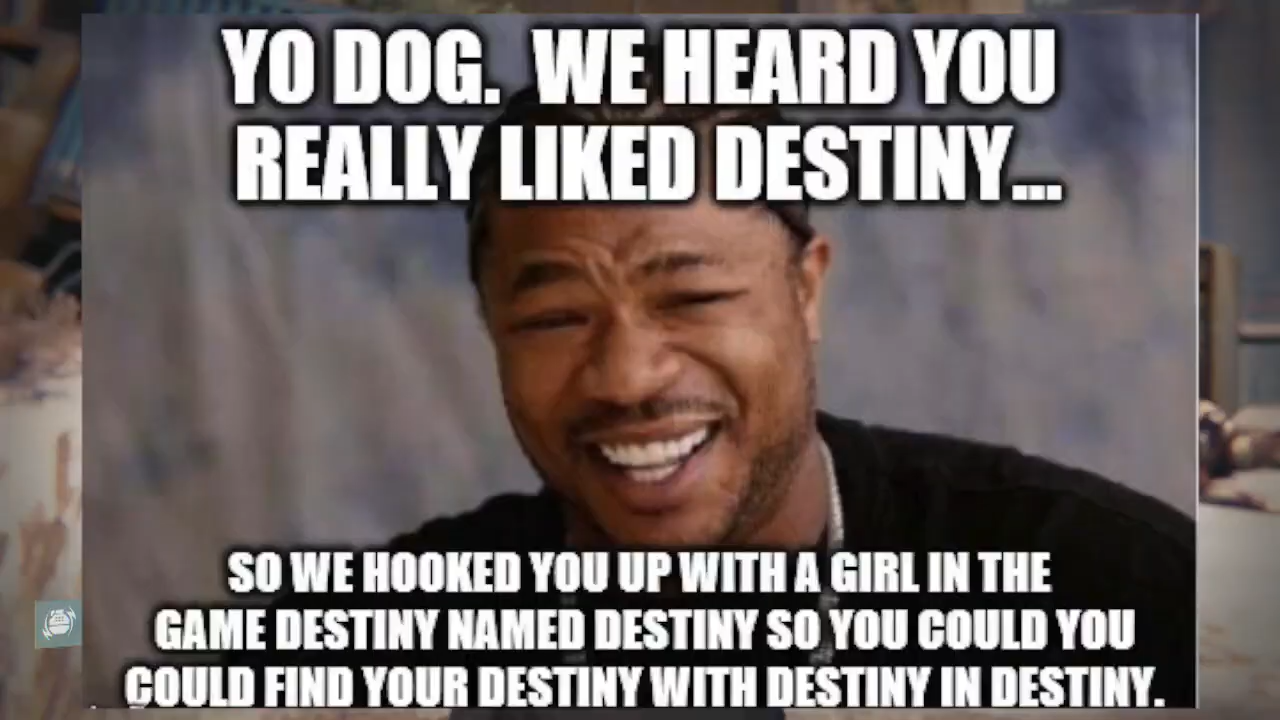 YO DOG. WE HEARD YOU
REALLY LIKED DESTINY...
SO WE HOOKED YOU UP WITH A GIRL IN THE
GAME DESTINY NAMED DESTINY SO YOU COULD YOU
COULD FIND YOUR DESTINY WITH DESTINY IN DESTINY.